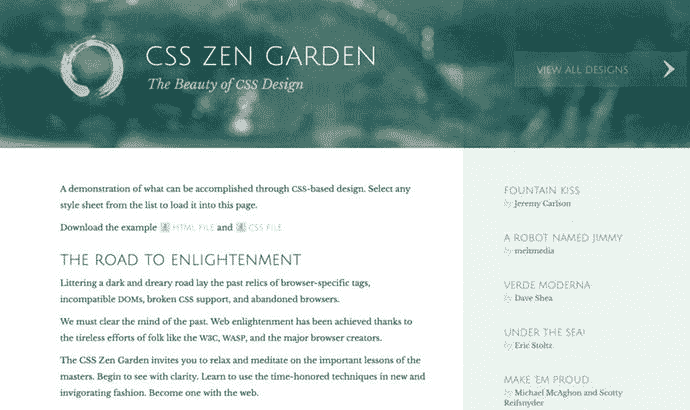 CSS ZEN GARDEN
The Beauty of CSS Design
VIEW ALL DESIGNS
A demonstration of what can be accomplished through CSS-based design. Select any
style sheet from the list to load it into this page.
Download the example HTML FILE and CSS FILE
THE ROAD TO ENLIGHTENMENT
Littering a dark and dreary road lay the past relics of browser-specific tags,
incompatible DOMs, broken CSS support, and abandoned browsers.
We must clear the mind of the past. Web enlightenment has been achieved thanks to
the tireless efforts of folk like the W3C, WASP, and the major browser creators.
The CSS Zen Garden invites you to relax and meditate on the important lessons of the
masters. Begin to see with clarity. Learn to use the time-honored techniques in new and
invigorating fashion. Become one with the web.
FOUNTAIN KISS
by Jeremy Carlson
A ROBOT NAMED JIMMY
by meltmedia
VERDE MODERNA
by Dave Shea
UNDER THE SEA!
by Eric Stoltz
MAKE 'EM PROUD
by Michael McAghon and Scotty
Reifsnyder